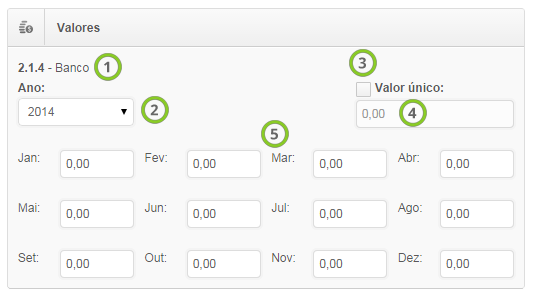 Valores
2.1.4 - Banco 1
3
Ano:
Valor único:
2014 2
0,00 4
5
Jan: 0,00 Fev: 0,00 Mar: 0,00 Abr: 0,00
Mai: 0,00 Jun: 0,00 Jul: 0,00 Ago: 0,00
Set: 0,00 Out: 0,00 Nov: 0,00 Dez: 0,00